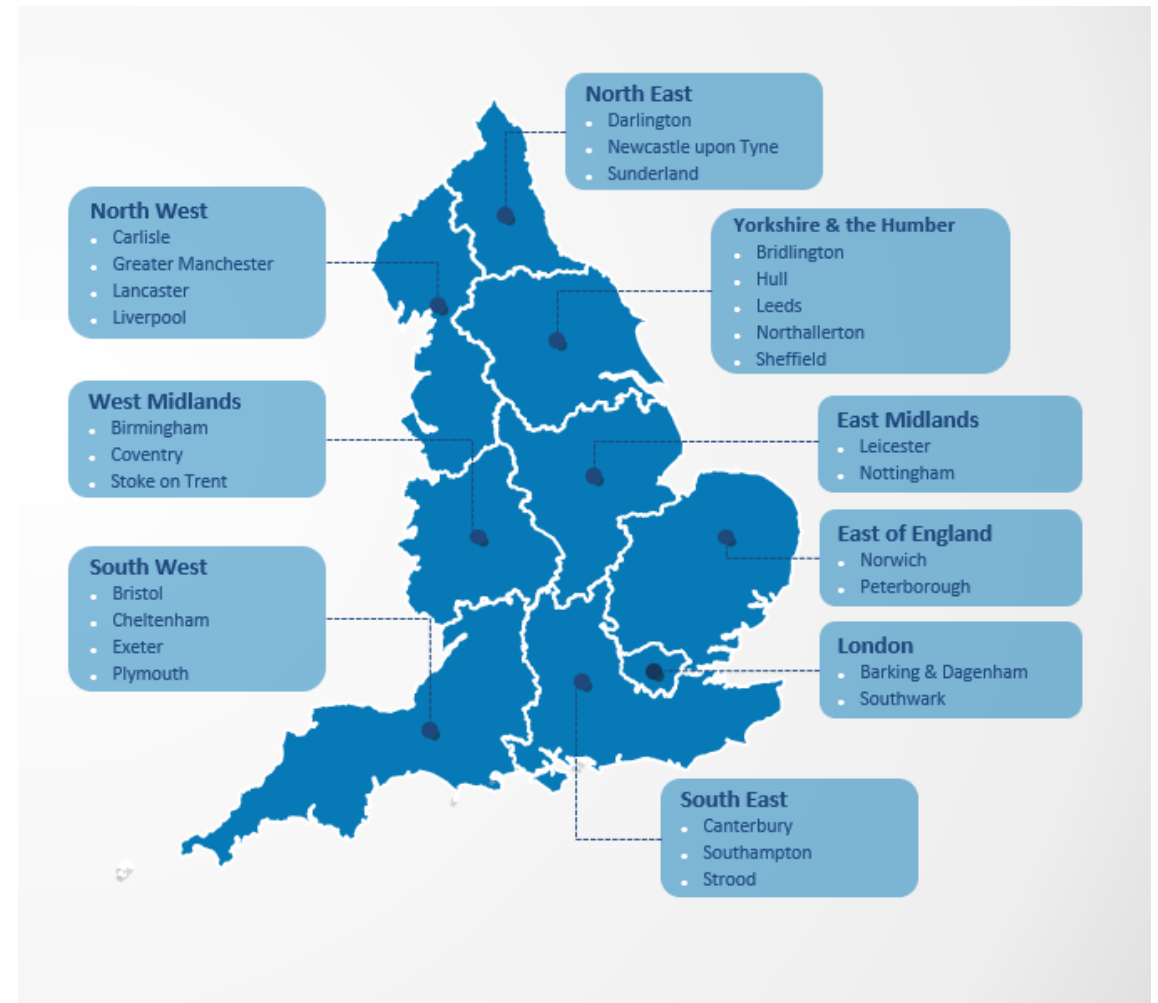 North East
Darlington
Newcastle upon Tyne
Sunderland
North West
Carlisle
Greater Manchester
Lancaster
Liverpool
Yorkshire & the Humber
Bridlington
Hull
Leeds
Northallerton
Sheffield
West Midlands
Birmingham
Coventry
Stoke on Trent
East Midlands
Leicester
Nottingham
East of England
Norwich
Peterborough
South West
Bristol
Cheltenham
Exeter
Plymouth
London
Barking & Dagenham
Southwark
South East
Canterbury
Southampton
Strood